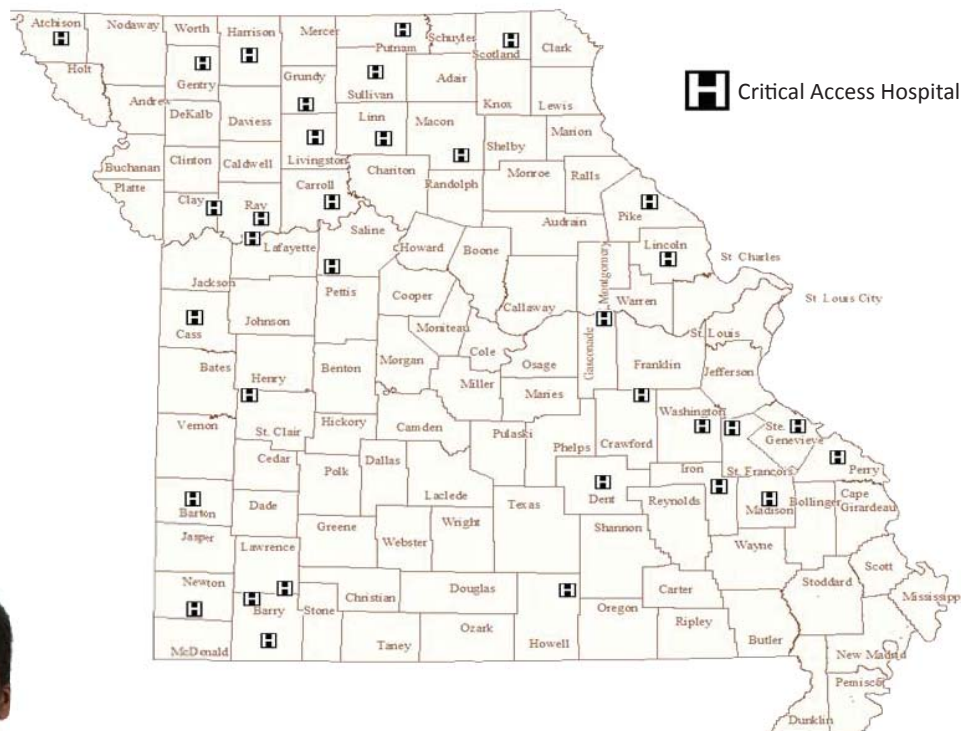 Critical Access Hospital
Atchison
Nodaway
Worth
Harrison
Mercer
Putnam
Schuyler
Scotland
Clark
Holt
Gentry
Grundy
Sullivan
Adair
Knox
Lewis
Andrew
DeKalb
Daviess
Linn
Macon
Shelby
Marion
Buchanan
Clinton
Caldwell
Livingston
Chariton
Randolph
Monroe
Ralls
Platte
Clay
Ray
Carroll
Saline
Howard
Boone
Audrain
Pike
Lafayette
Jackson
Pettis
Cooper
Callaway
Montgomery
Lincoln
Warren
St Charles
St Louis City
St. Louis
Cass
Johnson
Moniteau
Cole
Osage
Gasconade
Franklin
Jefferson
Bates
Henry
Benton
Morgan
Miller
Maries
Washington
Vernon
St. Clair
Hickory
Camden
Pulaski
Phelps
Crawford
Ste.
Genevieve
Cedar
Polk
Dallas
Laclede
Texas
Dent
Iron
St. Francois
Perry
Barton
Dade
Greene
Webster
Wright
Shannon
Reynolds
Madison
Bollinger
Cape
Girardeau
Jasper
Lawrence
Wayne
Newton
Barry
Stone
Christian
Douglas
Carter
Stoddard
Scott
Mississipp
McDonald
Taney
Ozark
Howell
Oregon
Ripley
Butler
New Madrid
Pemisco
Dunklin